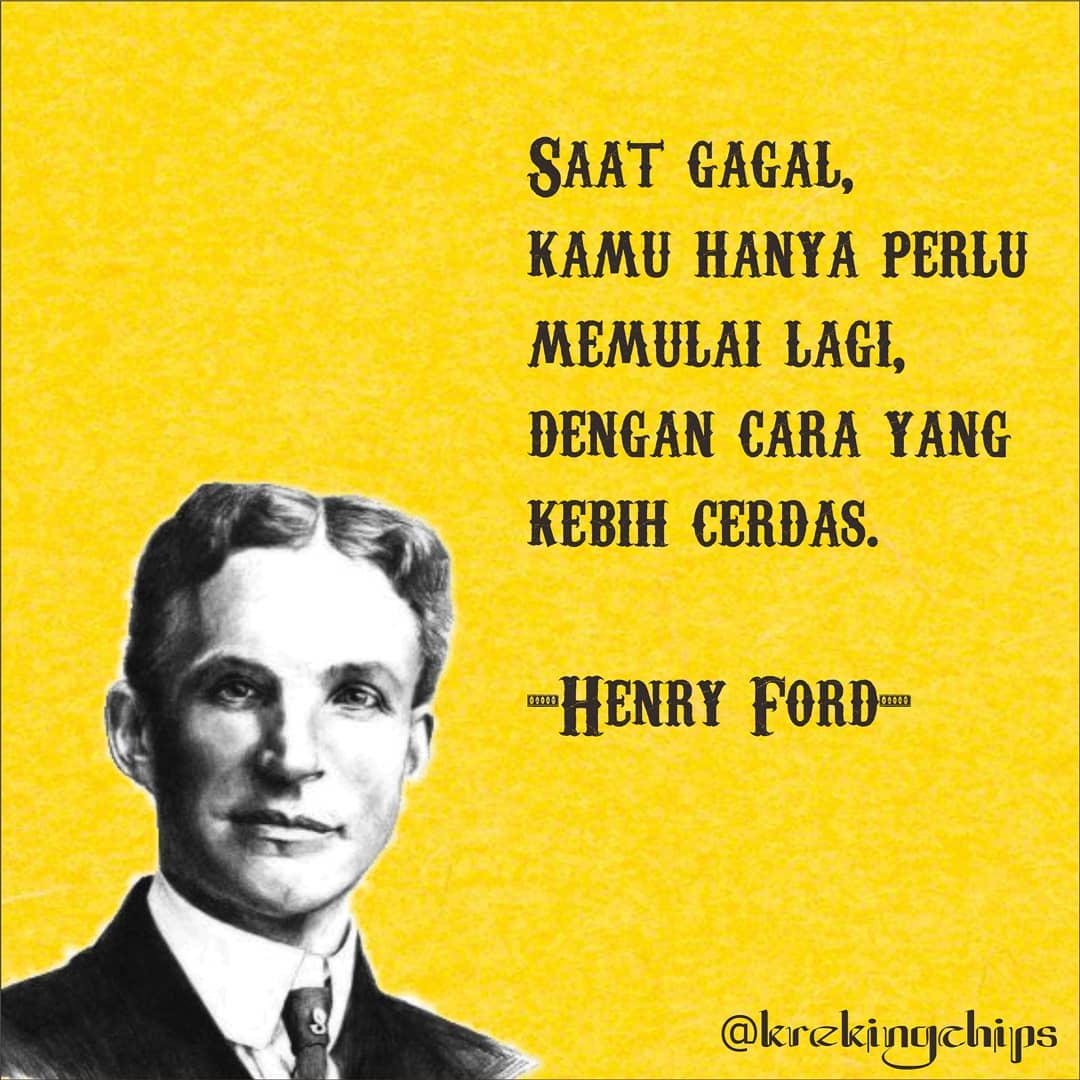 Saat gagal,
kamu hanya perlu
memulai lagi,
dengan cara yang
kebih cerdas.
-Henry Ford-
@krekingchips